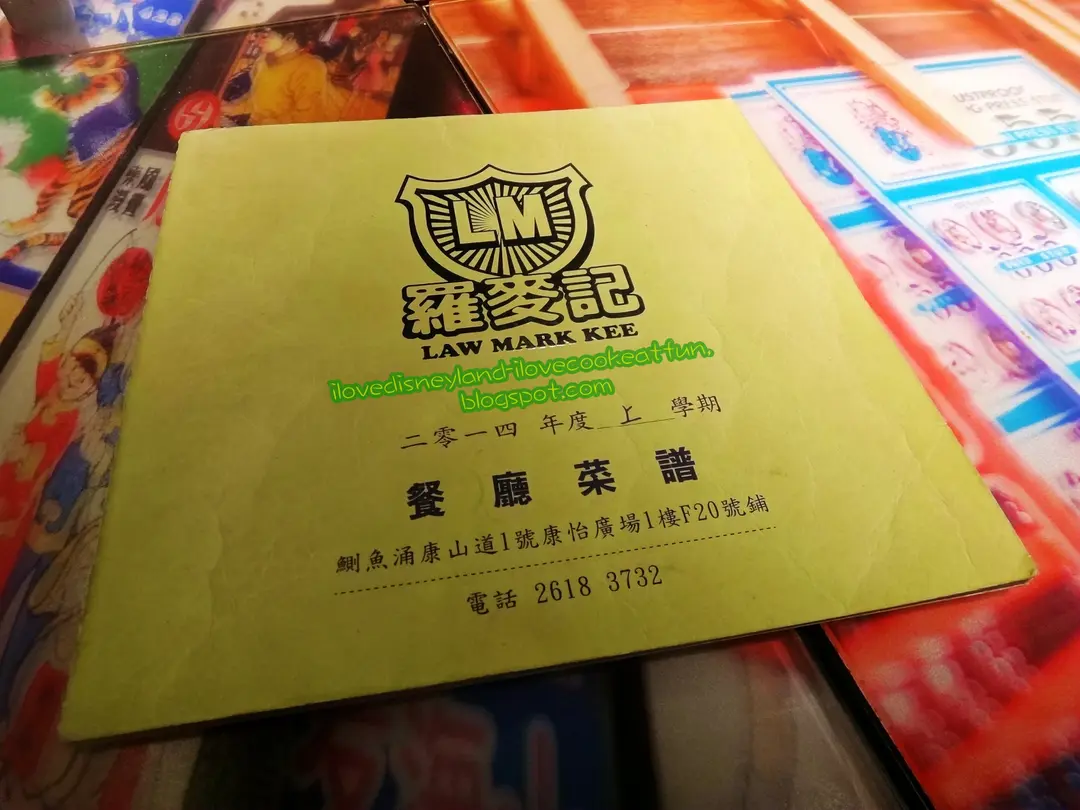 LM
羅麥記
LAW MARK KEE
ilovedisneyland-ilovecookeatfun.
blogspot.com
二零一四 年度 上 學期
餐廳菜譜
鰂魚涌康山道1號康怡廣場1樓F20號鋪
電話 2618 3732